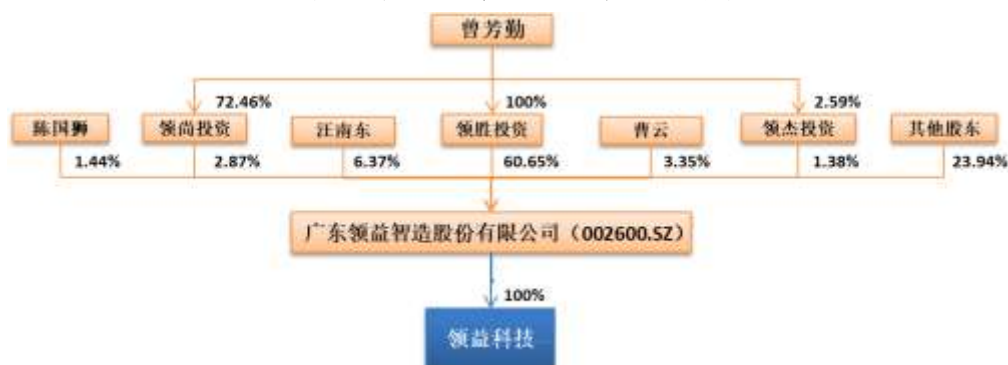 曾芳勤
72.46%
100%
2.59%
陈国狮
领尚投资
汪南东
领胜投资
曹云
领杰投资
其他股东
1.44%
2.87%
6.37%
60.65%
3.35%
1.38%
23.94%
广东领益智造股份有限公司（002600.SZ）
100%
领益科技